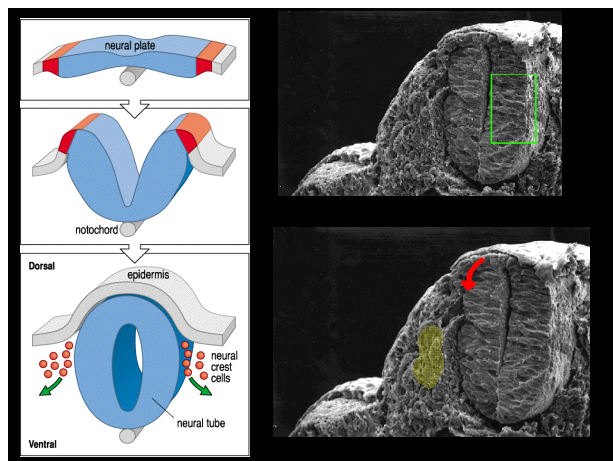 neural plate
notochord
Dorsal
epidermis
neural
crest
cells
neural tube
Ventral